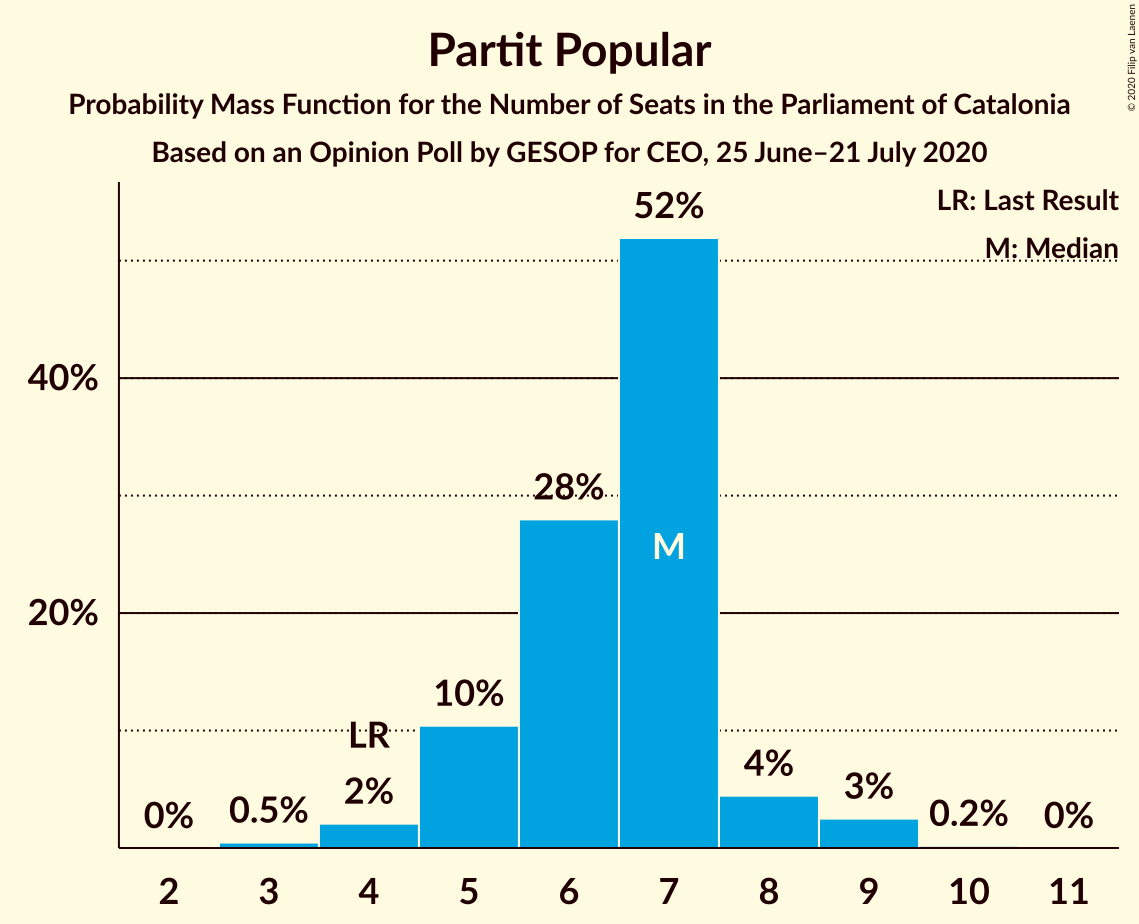 © 2020 Filip van Laenen
Partit Popular
Probability Mass Function for the Number of Seats in the Parliament of Catalonia
Based on an Opinion Poll by GESOP for CEO, 25 June–21 July 2020
LR: Last Result
M: Median
52%
40%
28%
M
20%
10%
LR
4%
2%
3%
0.5%
0.2%
0%
0%
2 3 4 5 6 7 8 9 10 11